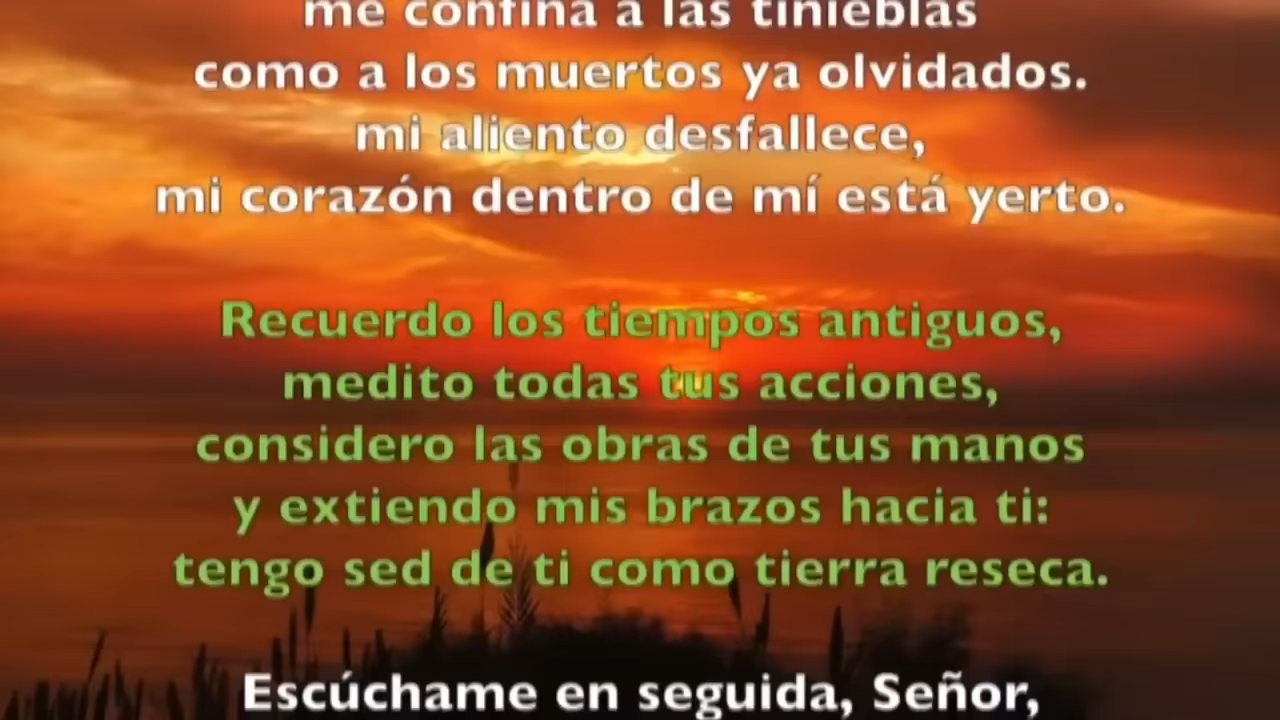 me confina a las tinieblas
como a los muertos ya olvidados.
mi aliento desfallece,
mi corazón dentro de mí está yerto.
Recuerdo los tiempos antiguos,
medito todas tus acciones,
considero las obras de tus manos
y extiendo mis brazos hacia ti:
tengo sed de ti como tierra reseca.
Escúchame en seguida, Señor,